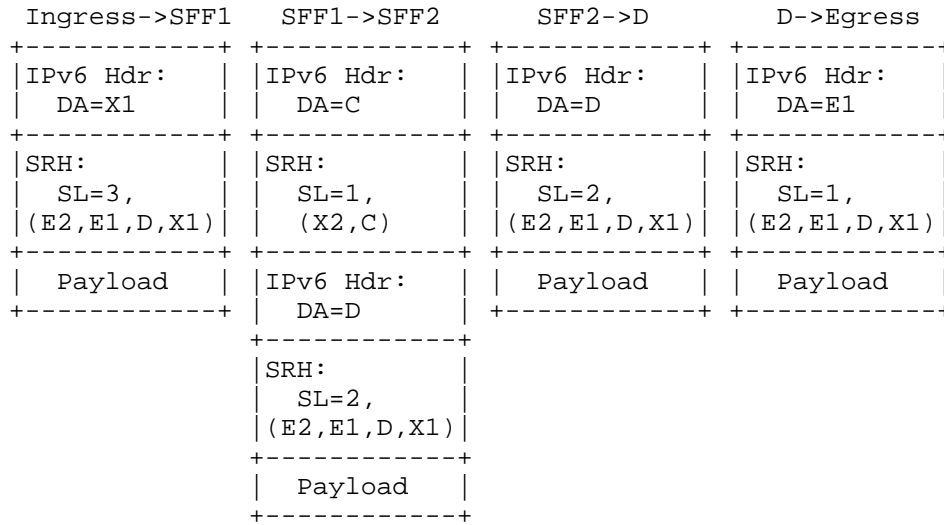 Ingress->SFF1   SFF1->SFF2      SFF2->D        D->Egress
+------------+ +------------+ +------------+ +------------+
|IPv6 Hdr:   | |IPv6 Hdr:   | |IPv6 Hdr:   | |IPv6 Hdr:   |
|  DA=X1     | |  DA=C      | |  DA=D      | |  DA=E1     |
+------------+ +------------+ +------------+ +------------+
|SRH:        | |SRH:        | |SRH:        | |SRH:        |
|  SL=3,     | |  SL=1,     | |  SL=2,     | |  SL=1,     |
|(E2,E1,D,X1)| |  (X2,C)    | |(E2,E1,D,X1)| |(E2,E1,D,X1)|
+------------+ +------------+ +------------+ +------------+
|  Payload   | |IPv6 Hdr:   | |  Payload   | |  Payload   |
+------------+ |  DA=D      | +------------+ +------------+
               +------------+
               |SRH:        |
               |  SL=2,     |
               |(E2,E1,D,X1)|
               +------------+
               |  Payload   |
               +------------+